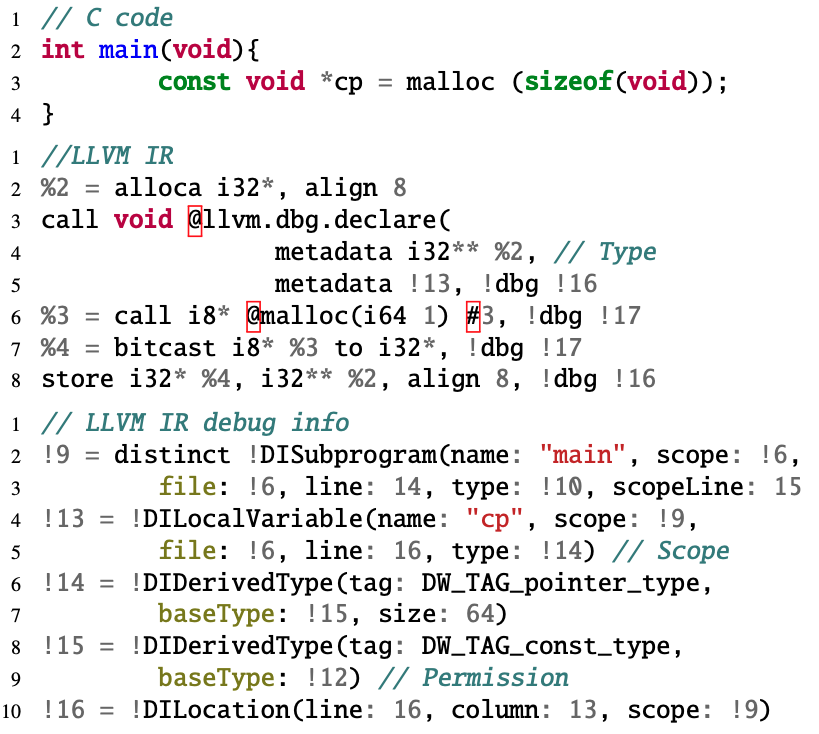 1 // C code
2 int main(void){
3 const void *cp = malloc (sizeof(void));
4 }
1 //LLVM IR
2 %2 = alloca i32*, align 8
3 call void @llvm.dbg.declare(
4 metadata i32** %2, // Type
5 metadata !13, !dbg !16
6 %3 = call i8* @malloc(i64 1) #3, !dbg !17
7 %4 = bitcast i8* %3 to i32*, !dbg !17
8 store i32* %4, i32** %2, align 8, !dbg !16
1 // LLVM IR debug info
2 !9 = distinct !DISubprogram(name: "main", scope: !6,
3 file: !6, line: 14, type: !10, scopeLine: 15
4 !13 = !DILocalVariable(name: "cp", scope: !9,
5 file: !6, line: 16, type: !14) // Scope
6 !14 = !DIDerivedType(tag: DW_TAG_pointer_type,
7 baseType: !15, size: 64)
8 !15 = !DIDerivedType(tag: DW_TAG_const_type,
9 baseType: !12) // Permission
10 !16 = !DILocation(line: 16, column: 13, scope: !9)